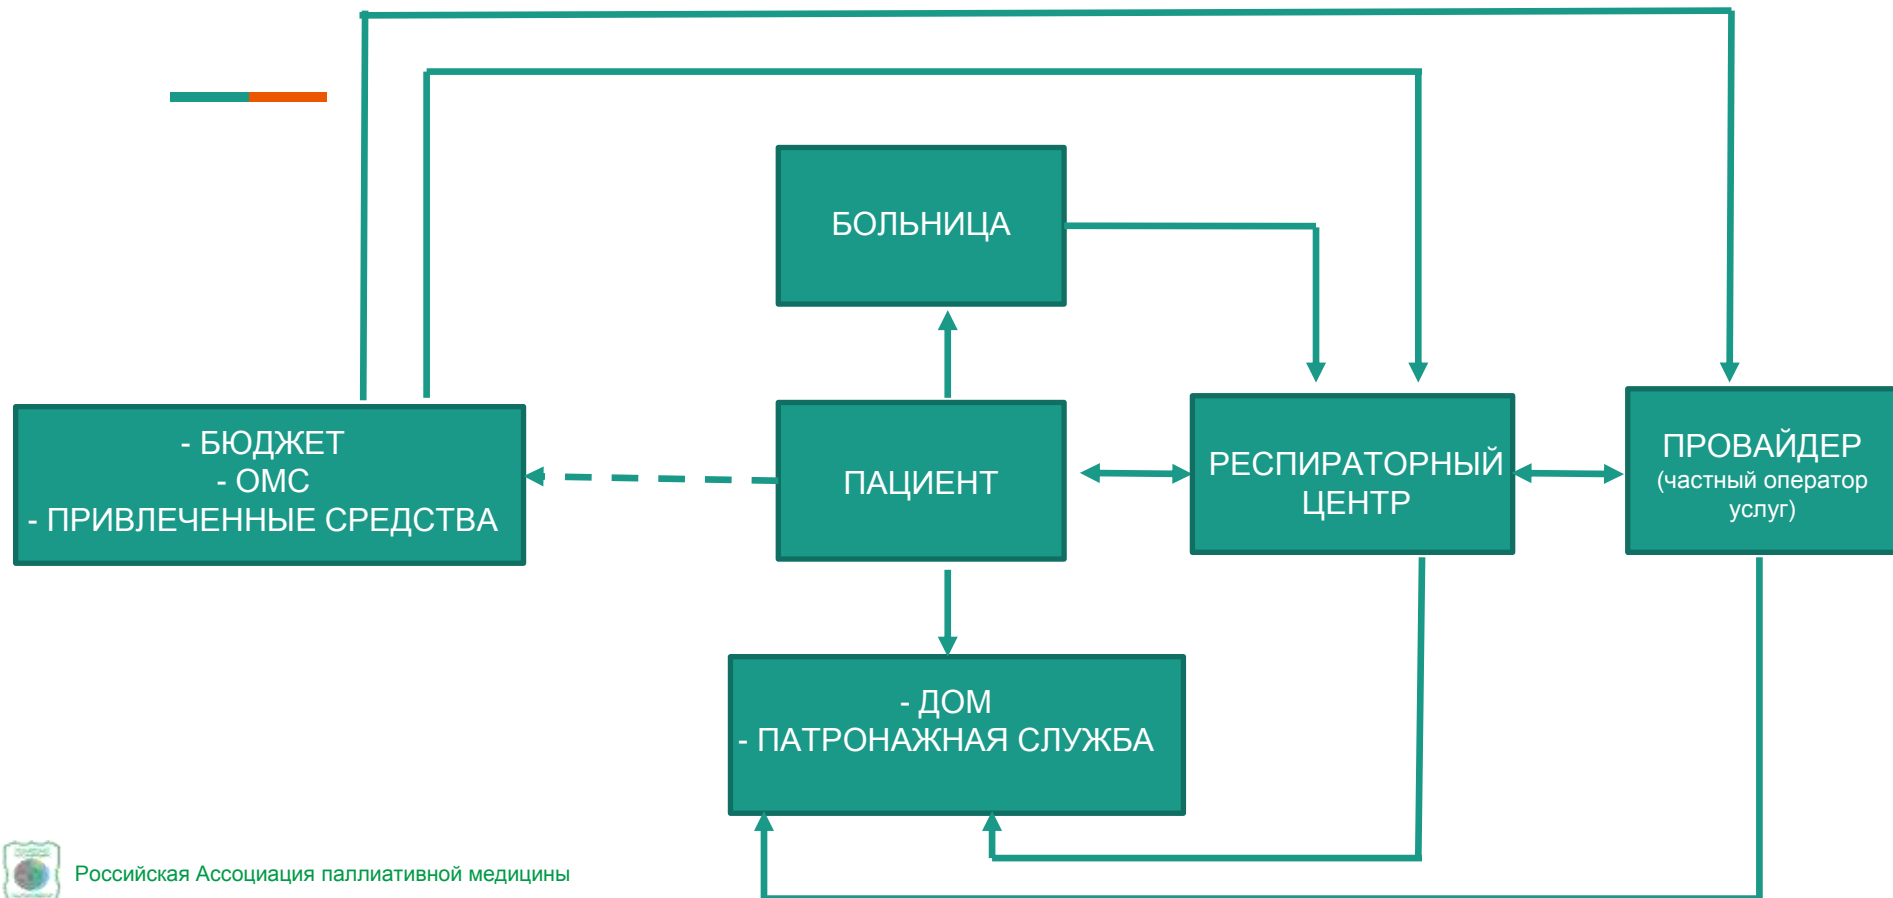 БОЛЬНИЦА
- БЮДЖЕТ
- ОМС
- ПРИВЛЕЧЕННЫЕ СРЕДСТВА
ПАЦИЕНТ
РЕСПИРАТОРНЫЙ
ЦЕНТР
ПРОВАЙДЕР
(частный оператор
услуг)
- ДОМ
- ПАТРОНАЖНАЯ СЛУЖБА
Российская Ассоциация паллиативной медицины